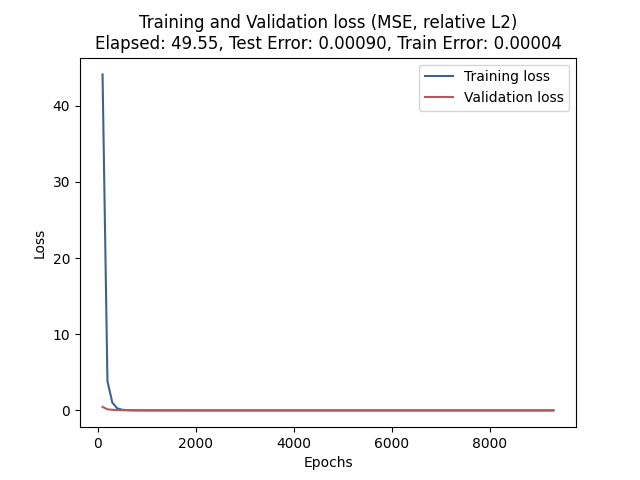 Training and Validation loss (MSE, relative L2)
Elapsed: 49.55, Test Error: 0.00090, Train Error: 0.00004
Training loss
Validation loss
40
30
20
10
0
Loss
0
2000
4000
6000
8000
Epochs